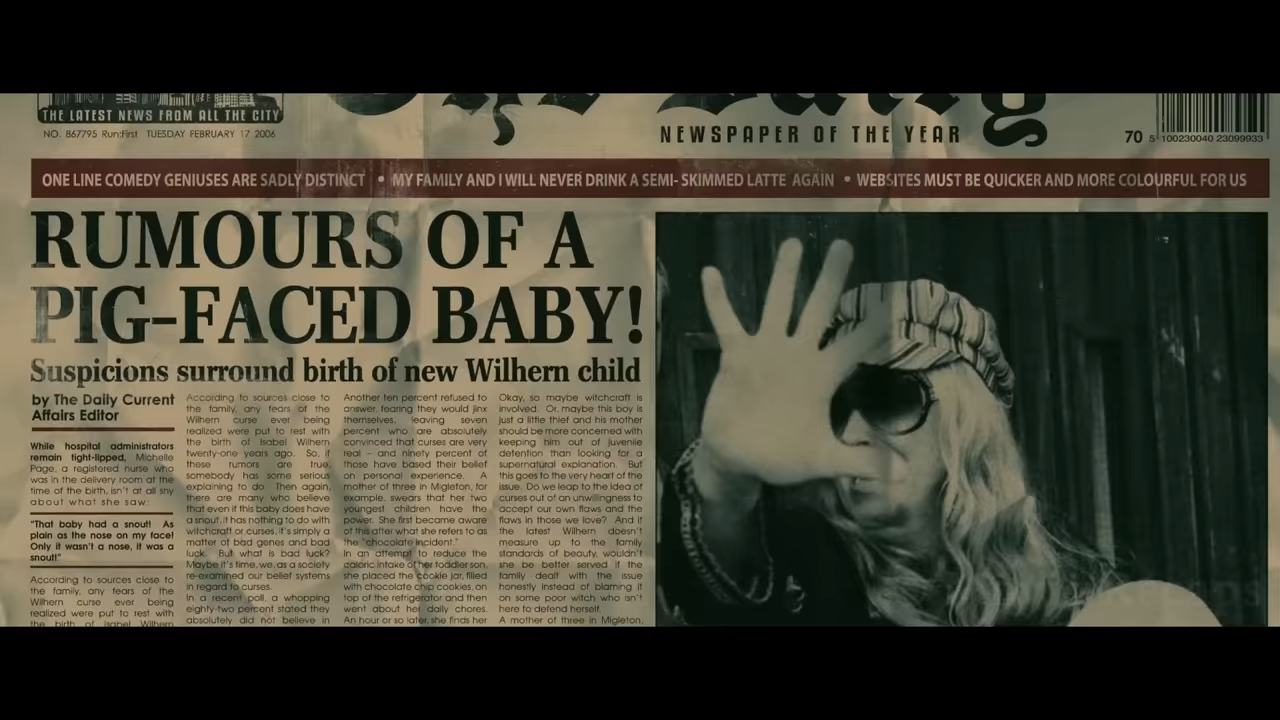 The Daily
THE LATEST NEWS FROM ALL THE CITY
NO. 867795 Run:First TUESDAY FEBRUARY 17 2006
NEWSPAPER OF THE YEAR
70 5 100230040 23099933
ONE LINE COMEDY GENIUSES ARE SADLY DISTINCT • MY FAMILY AND I WILL NEVER DRINK A SEMI- SKIMMED LATTE AGAIN • WEBSITES MUST BE QUICKER AND MORE COLOURFUL FOR US
RUMOURS OF A
PIG-FACED BABY!
Suspicions surround birth of new Wilhern child
by The Daily Current
Affairs Editor
While hospital administrators
remain tight-lipped, Michelle
Page, a registered nurse who
was in the delivery room at the
time of the birth, isn't at all shy
about what she saw:
"That baby had a snout! As
plain as the nose on my face!
Only it wasn't a nose, it was a
snout!"
According to sources close to
the family, any fears of the
Wilhern curse ever being
realized were put to rest with
the birth of Isabel Wilhern
According to sources close to
the family, any fears of the
Wilhern curse ever being
realized were put to rest with
the birth of Isabel Wilhern
twenty-one years ago. So, if
these rumors are true,
somebody has some serious
explaining to do. Then again,
there are many who believe
that even if this baby does have
a snout, it has nothing to do with
witchcraft or curses, it's simply a
matter of bad genes and bad
luck. But what is bad luck?
Maybe it's time, we, as a society
re-examined our belief systems
in regard to curses.
In a recent poll, a whopping
eighty-two percent stated they
absolutely did not believe in
Another ten percent refused to
answer, fearing they would jinx
themselves, leaving seven
percent who are absolutely
convinced that curses are very
real – and ninety percent of
those have based their belief
on personal experience. A
mother of three in Migleton, for
example, swears that her two
youngest children have the
power. She first became aware
of this after what she refers to as
the "chocolate incident."
In an attempt to reduce the
caloric intake of her toddler son,
she placed the cookie jar, filled
with chocolate chip cookies, on
top of the refrigerator and then
went about her daily chores.
An hour or so later, she finds her
Okay, so maybe witchcraft is
involved. Or, maybe this boy is
just a little thief and his mother
should be more concerned with
keeping him out of juvenile
detention than looking for a
supernatural explanation. But
this goes to the very heart of the
issue. Do we leap to the idea of
curses out of an unwillingness to
accept our own flaws and the
flaws in those we love? And if
the latest Wilhern doesn't
measure up to the family
standards of beauty, wouldn't
she be better served if the
family dealt with the issue
honestly instead of blaming it
on some poor witch who isn't
here to defend herself.
A mother of three in Migleton,